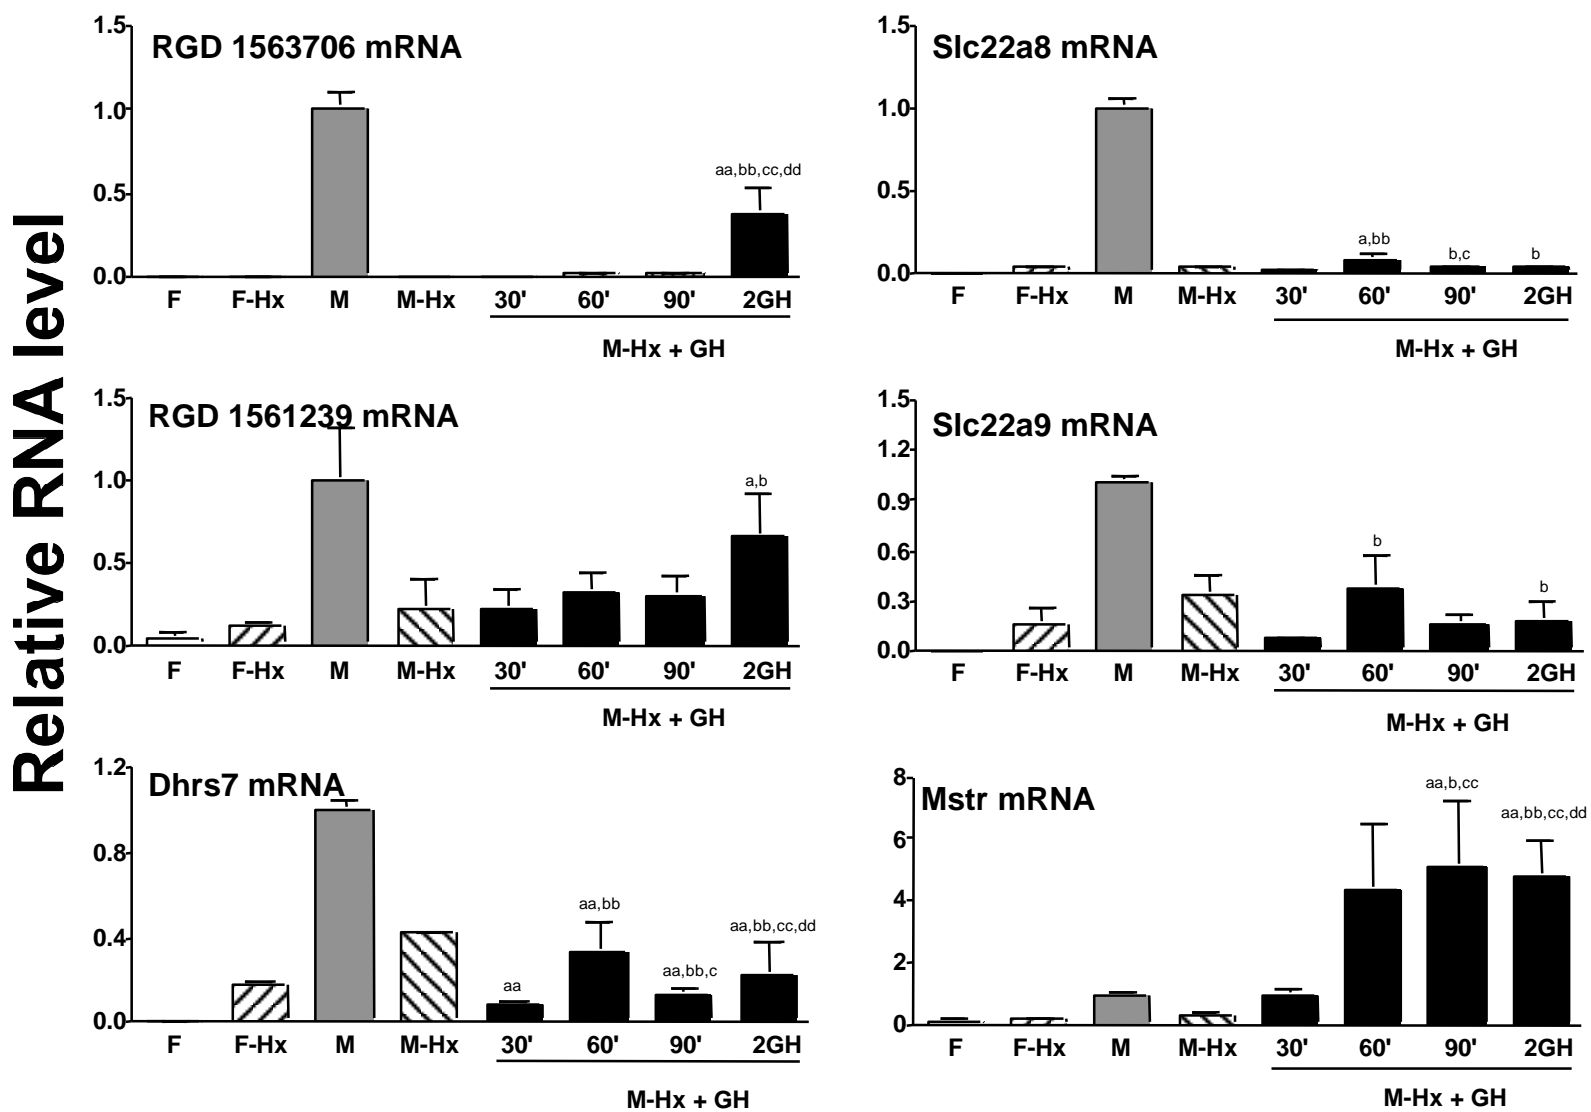 Relative RNA level
RGD 1563706 mRNA
1.5
1.0
0.5
0.0
aa,bb,cc,dd
F F-Hx M M-Hx 30' 60' 90' 2GH
M-Hx + GH
Slc22a8 mRNA
1.5
1.0
0.5
0.0
a,bb b,c b
F F-Hx M M-Hx 30' 60' 90' 2GH
M-Hx + GH
RGD 1561239 mRNA
1.5
1.0
0.5
0.0
a,b
F F-Hx M M-Hx 30' 60' 90' 2GH
M-Hx + GH
Slc22a9 mRNA
1.5
1.2
0.9
0.6
0.3
0.0
b b
F F-Hx M M-Hx 30' 60' 90' 2GH
M-Hx + GH
Dhrs7 mRNA
1.2
0.8
0.4
0.0
aa aa,bb aa,bb,c aa,bb,cc,dd
F F-Hx M M-Hx 30' 60' 90' 2GH
M-Hx + GH
Mstr mRNA
8
6
4
2
0
aa,b,cc aa,bb,cc,dd
F F-Hx M M-Hx 30' 60' 90' 2GH
M-Hx + GH